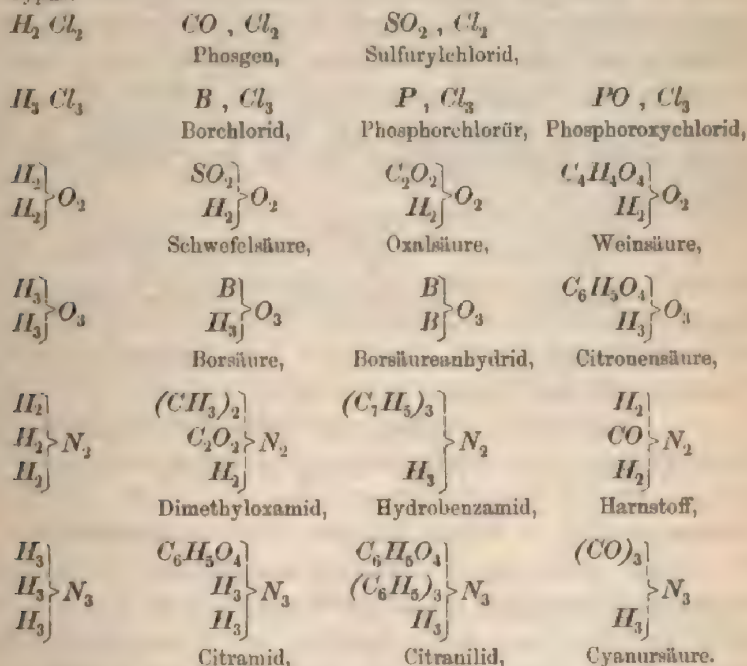 H₂ Cl₂ CO , Cl₂ SO₂ , Cl₂
Phosgen, Sulfurylchlorid,
H₃ Cl₃ B , Cl₃ P , Cl₃ PO , Cl₃
Borchlorid, Phosphorchlorür, Phosphoroxychlorid,
H₂ SO₂ C₂O₂ C₄H₄O₄
}O₂ }O₂ }O₂ }O₂
H₂ H₂ H₂ H₂
Schwefelsäure, Oxalsäure, Weinsäure,
H₃ B B C₆H₅O₄
}O₃ }O₃ }O₃ }O₃
H₃ H₃ B H₃
Borsäure, Borsäureanhydrid, Citronensäure,
H₂ (CH₃)₂ (C₇H₅)₃ H₂
H₂}N₂ C₂O₂}N₂ }N₂ CO}N₂
H₂ H₂ H₃ H₂
Dimethyloxamid, Hydrobenzamid, Harnstoff,
H₃ C₆H₅O₄ C₆H₅O₄ (CO)₃
H₃}N₃ H₃}N₃ (C₆H₅)₃}N₃ }N₃
H₃ H₃ H₃ H₃
Citramid, Citranilid, Cyanursäure.